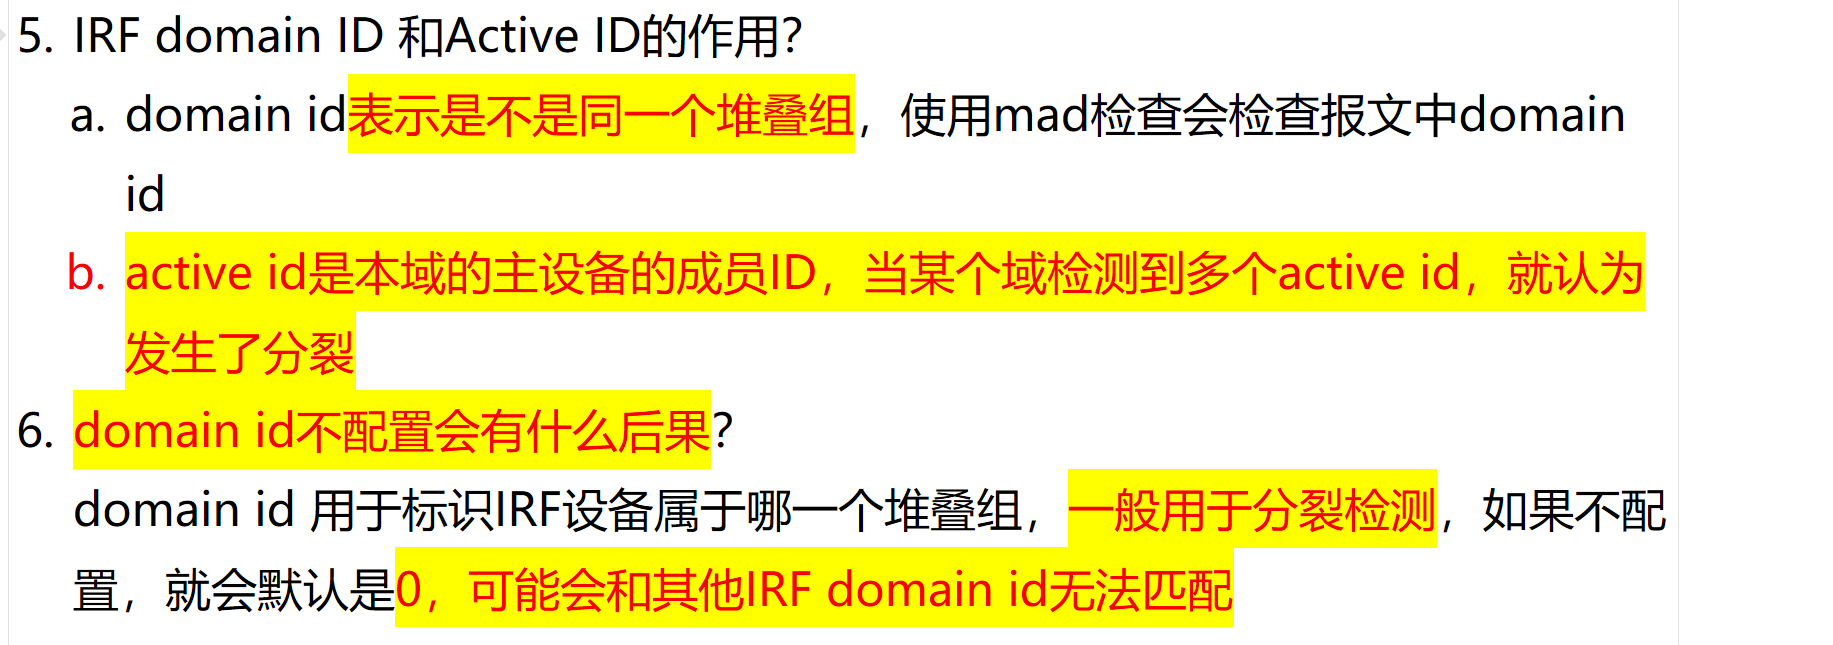 5. IRF domain ID 和Active ID的作用？
a. domain id表示是不是同一个堆叠组，使用mad检查会检查报文中domain
id
b. active id是本域的主设备的成员ID，当某个域检测到多个active id，就认为
发生了分裂
6. domain id不配置会有什么后果？
domain id 用于标识IRF设备属于哪一个堆叠组，一般用于分裂检测，如果不配
置，就会默认是0，可能会和其他IRF domain id无法匹配